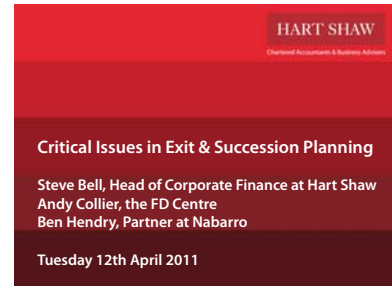 HART SHAW
Chartered Accountants & Business Advisers
Critical Issues in Exit & Succession Planning
Steve Bell, Head of Corporate Finance at Hart Shaw
Andy Collier, the FD Centre
Ben Hendry, Partner at Nabarro
Tuesday 12th April 2011